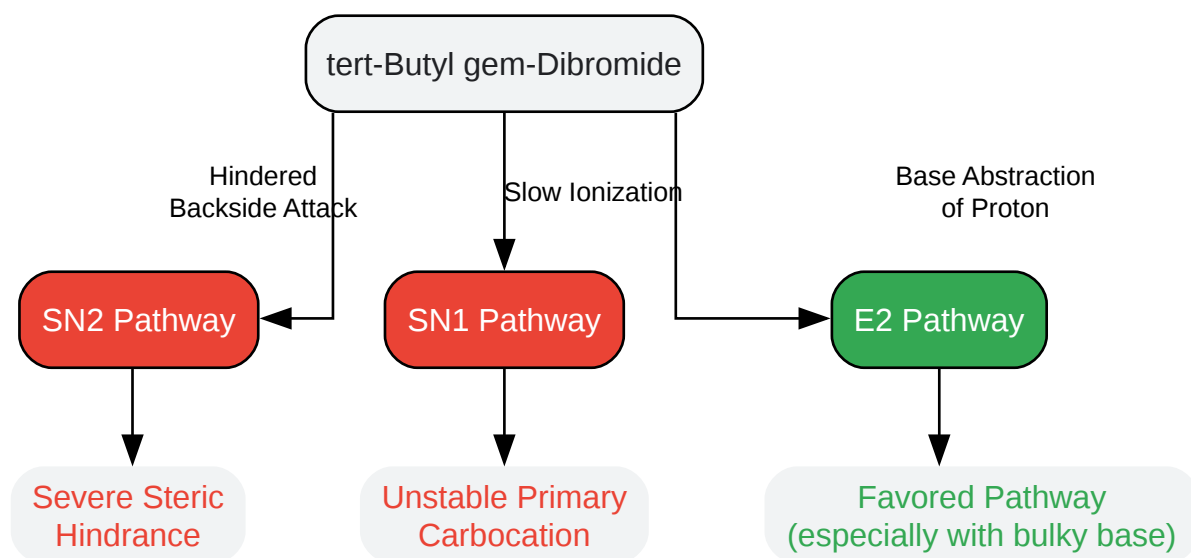 tert-Butyl gem-Dibromide
Hindered
Backside Attack
Slow Ionization
Base Abstraction
of Proton
SN2 Pathway
SN1 Pathway
E2 Pathway
Severe Steric
Hindrance
Unstable Primary
Carbocation
Favored Pathway
(especially with bulky base)